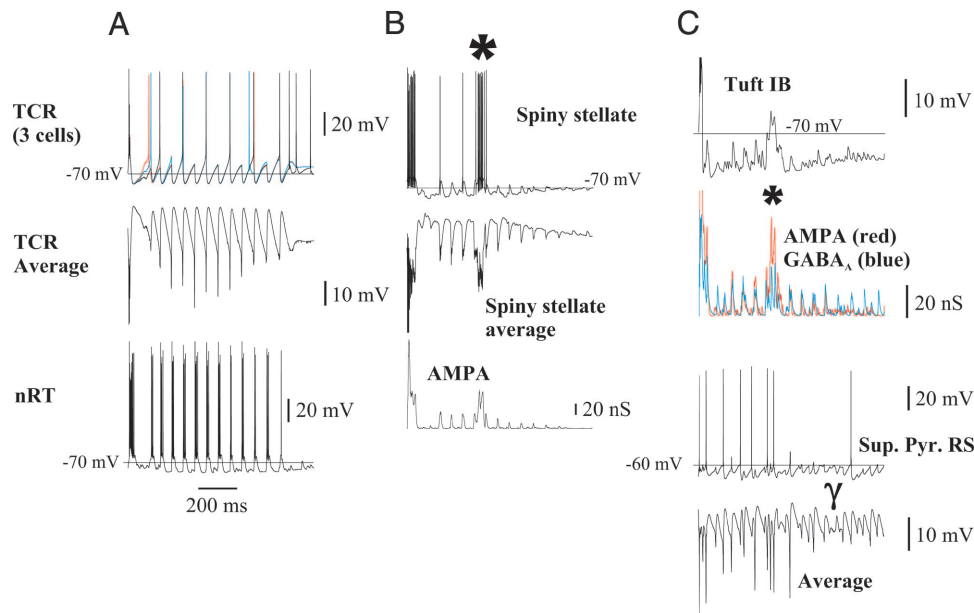 A
TCR
(3 cells)
20 mV
-70 mV
TCR
Average
10 mV
nRT
20 mV
-70 mV
200 ms
B
*
Spiny stellate
-70 mV
Spiny stellate
average
AMPA
20 nS
C
Tuft IB
10 mV
-70 mV
*
AMPA (red)
GABAA (blue)
20 nS
20 mV
Sup. Pyr. RS
-60 mV
γ
10 mV
Average